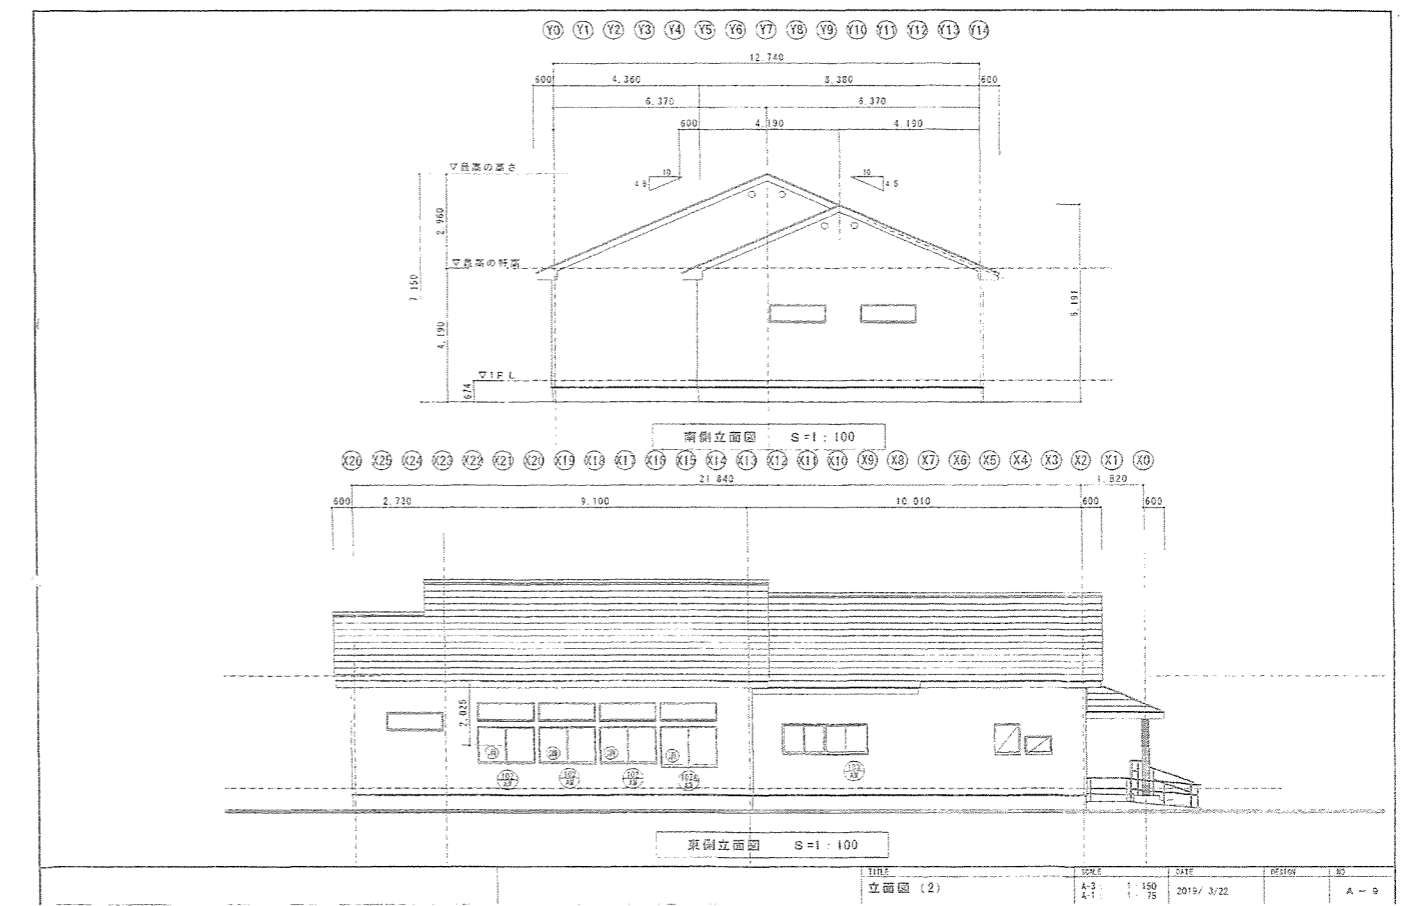 Y0 Y1 Y2 Y3 Y4 Y5 Y6 Y7 Y8 Y9 Y10 Y11 Y12 Y13 Y14
12.740
600 4.360 8.380 600
6.370 6.370
600 4.190 4.190
▽最高の高さ
10 4.5 10 4.5
2.960
▽最高の軒高
7.150
4.190
6.191
▽1FL
674
南側立面図 S=1:100
X26 X25 X24 X23 X22 X21 X20 X19 X18 X17 X16 X15 X14 X13 X12 X11 X10 X9 X8 X7 X6 X5 X4 X3 X2 X1 X0
21.840 1.820
600 2.730 9.100 10.010 600 600
2.025
102 102 102
東側立面図 S=1:100
TITLE SCALE DATE DESIGN NO
立面図 (2) A-3: 1:150 2019/ 3/22 A-9
A-1: 1: 75